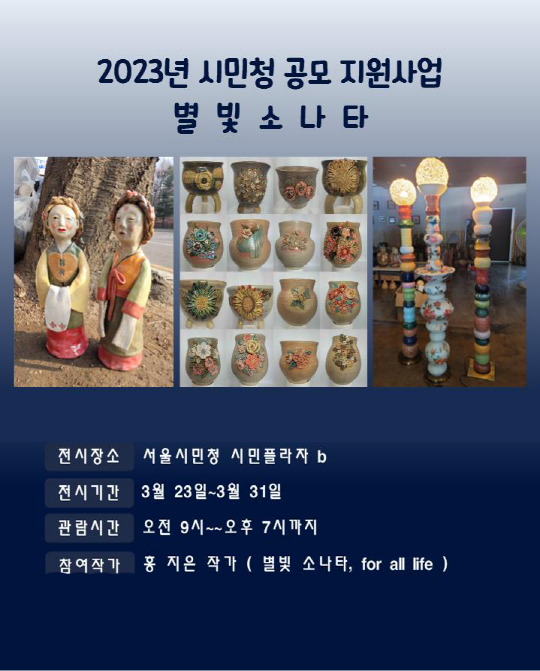 2023년 시민청 공모 지원사업
별 빛 소 나 타
전시장소 서울시민청 시민플라자 b
전시기간 3월 23일~3월 31일
관람시간 오전 9시~~오후 7시까지
참여작가 홍 지은 작가 ( 별빛 소나타, for all life )